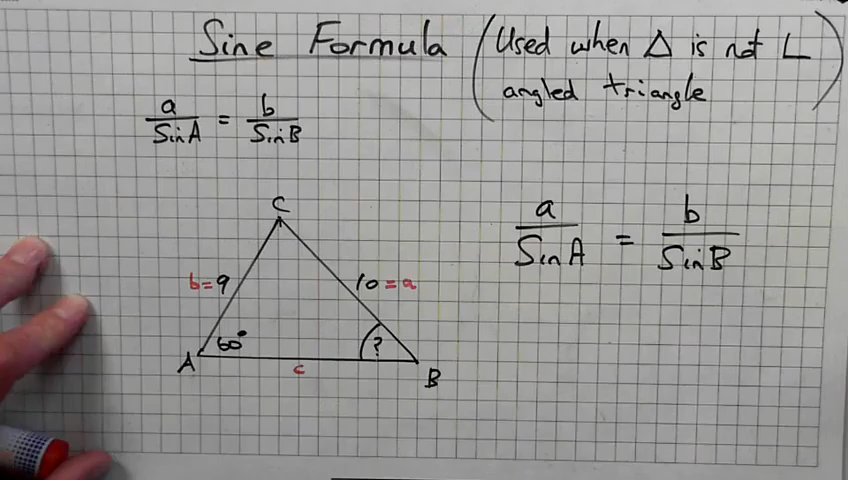 Sine Formula (Used when Δ is not L
angled triangle)
a/SinA = b/SinB
a/SinA = b/SinB
C
b=9
10=a
60°
?
A
c
B